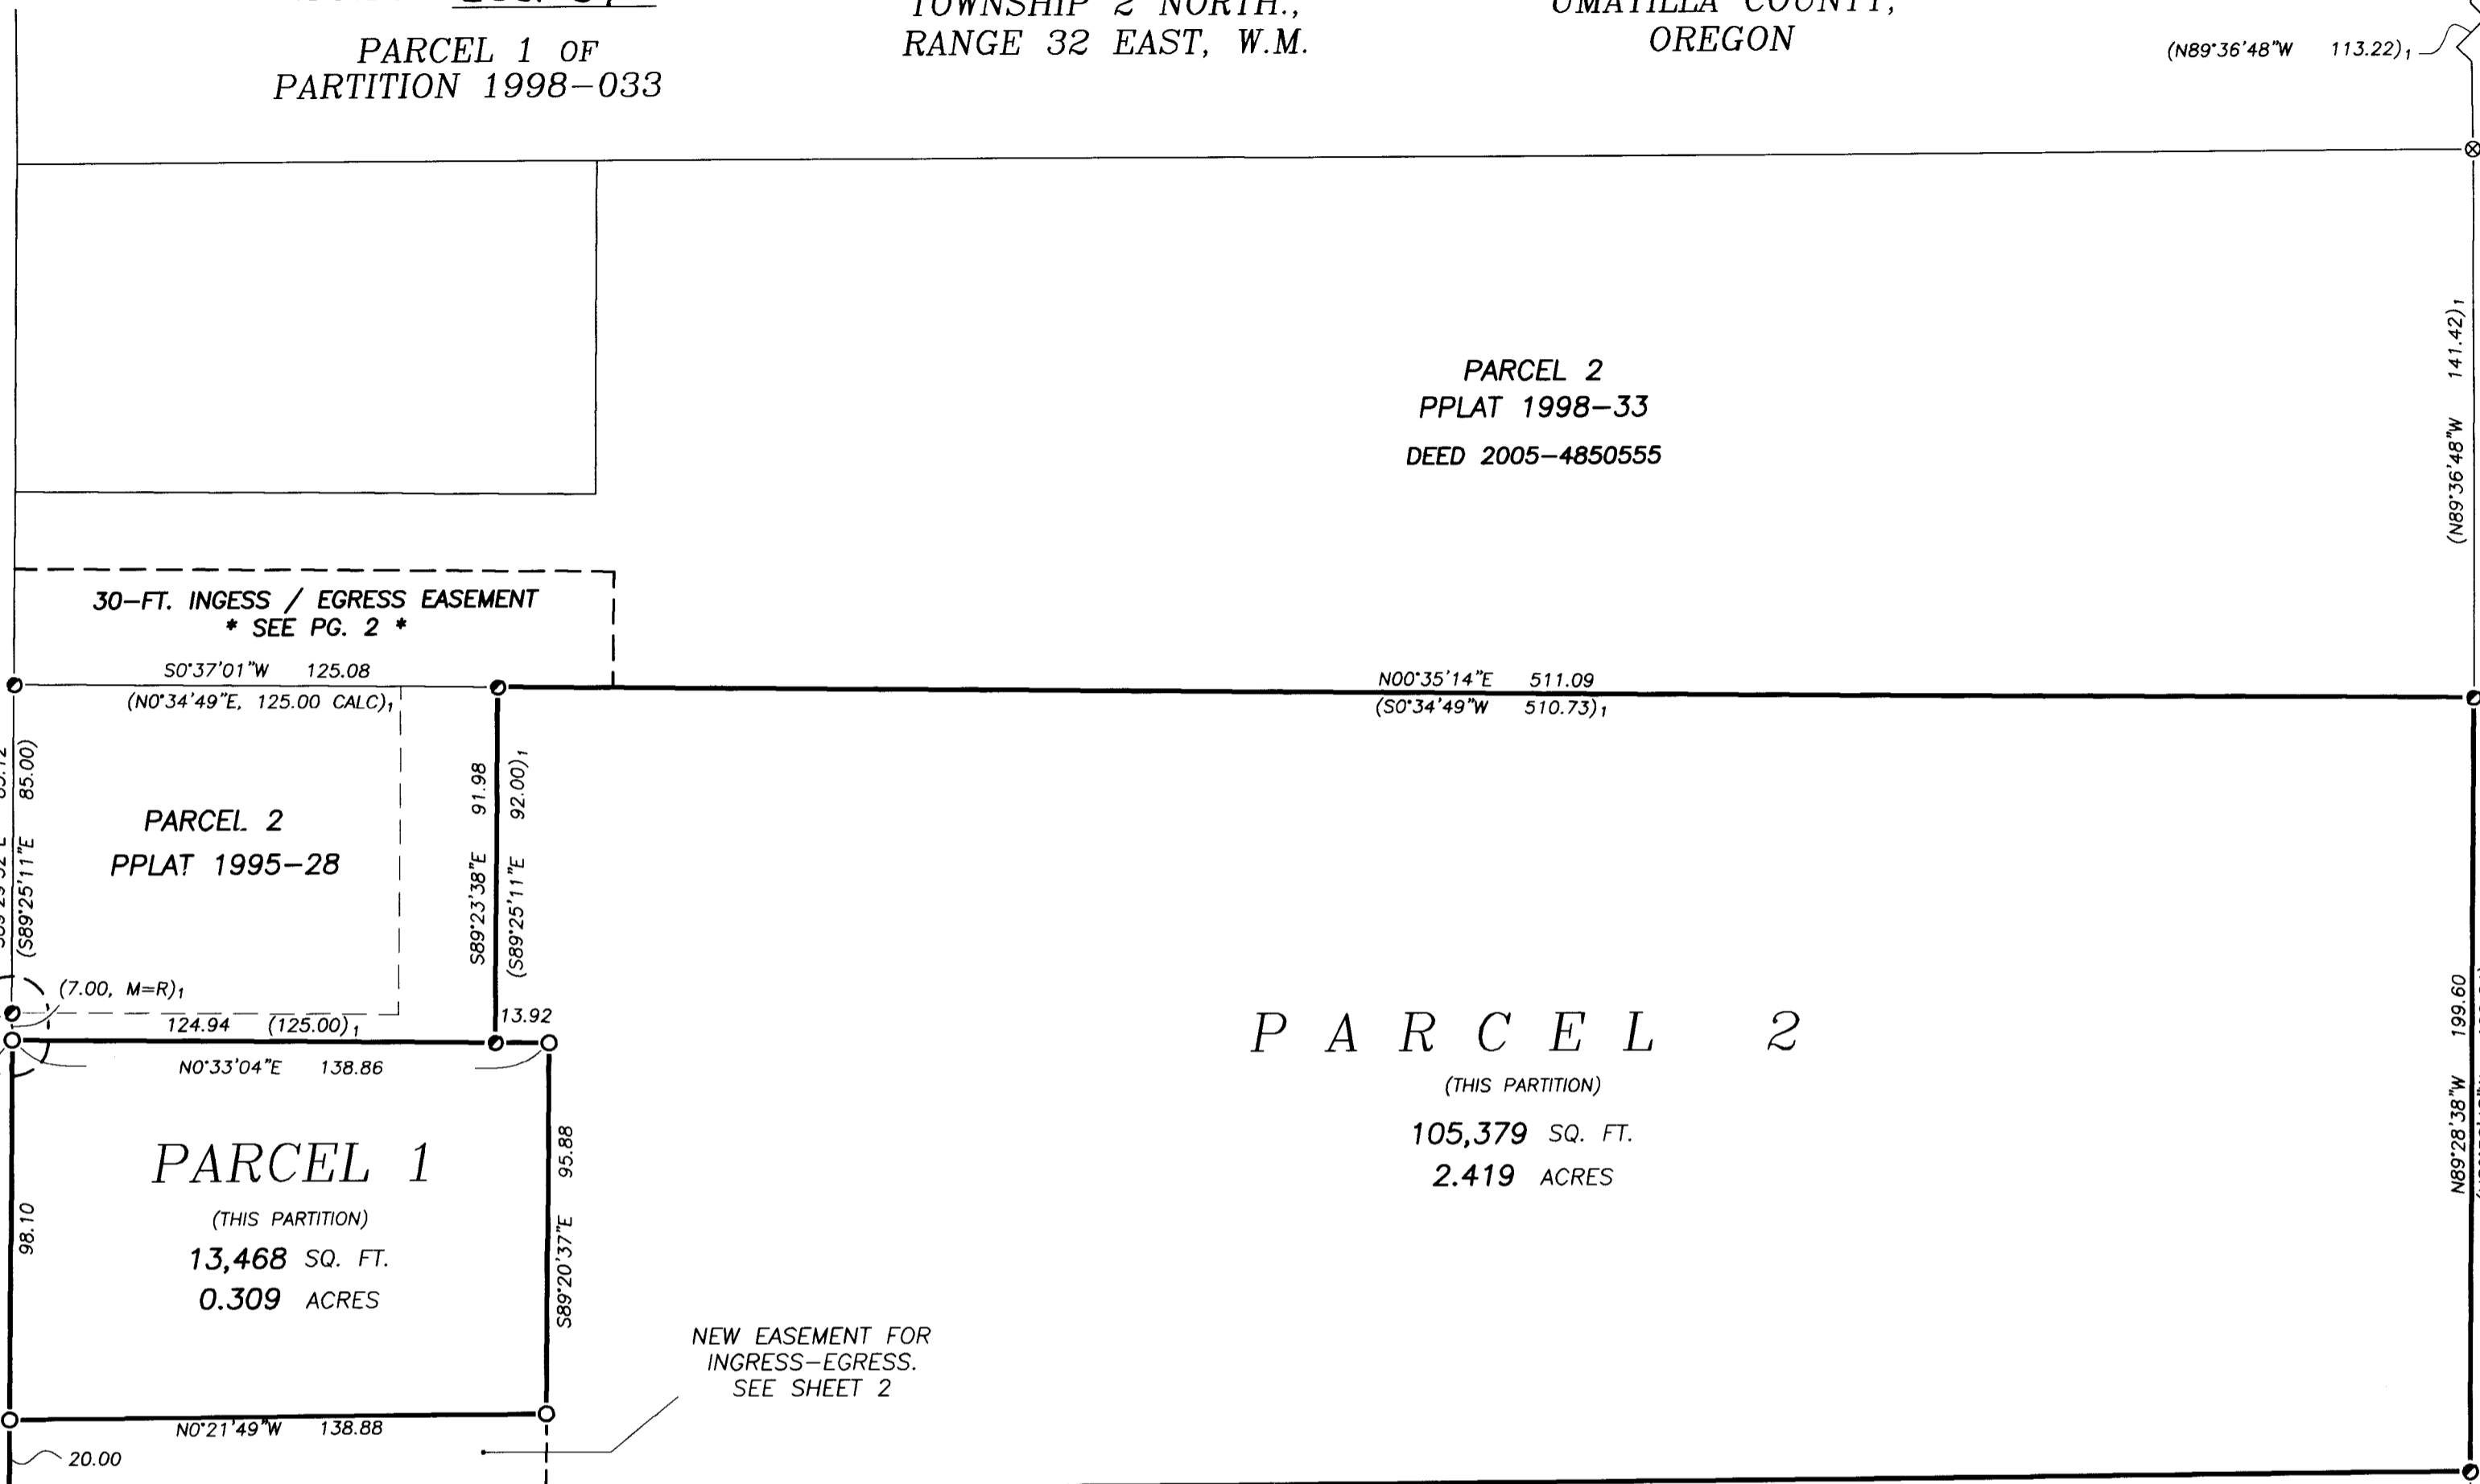 PARCEL 1 OF
PARTITION 1998-033
TOWNSHIP 2 NORTH.,
RANGE 32 EAST, W.M.
UMATILLA COUNTY,
OREGON
(N89°36'48"W 113.22)1
PARCEL 2
PPLAT 1998-33
DEED 2005-4850555
(N89°36'48"W 141.42)1
30-FT. INGESS / EGRESS EASEMENT
* SEE PG. 2 *
S0°37'01"W 125.08
(N0°34'49"E, 125.00 CALC)1
N00°35'14"E 511.09
(S0°34'49"W 510.73)1
(S89°25'11"E 85.00)
PARCEL 2
PPLAT 1995-28
S89°23'38"E 91.98
(S89°25'11"E 92.00)1
(7.00, M=R)1
124.94 (125.00)1
13.92
N0°33'04"E 138.86
PARCEL 1
(THIS PARTITION)
13,468 SQ. FT.
0.309 ACRES
98.10
S89°20'37"E 95.88
N0°21'49"W 138.88
20.00
NEW EASEMENT FOR
INGRESS-EGRESS.
SEE SHEET 2
PARCEL 2
(THIS PARTITION)
105,379 SQ. FT.
2.419 ACRES
N89°28'38"W 199.60